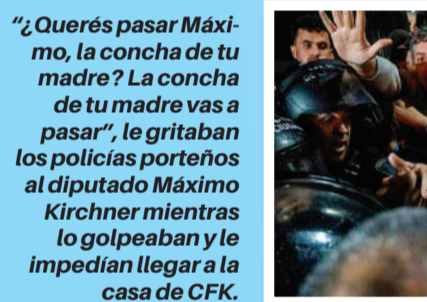 “¿Querés pasar Máxi-
mo, la concha de tu
madre? La concha
de tu madre vas a
pasar”, le gritaban
los policías porteños
al diputado Máximo
Kirchner mientras
lo golpeaban y le
impedían llegar a la
casa de CFK.